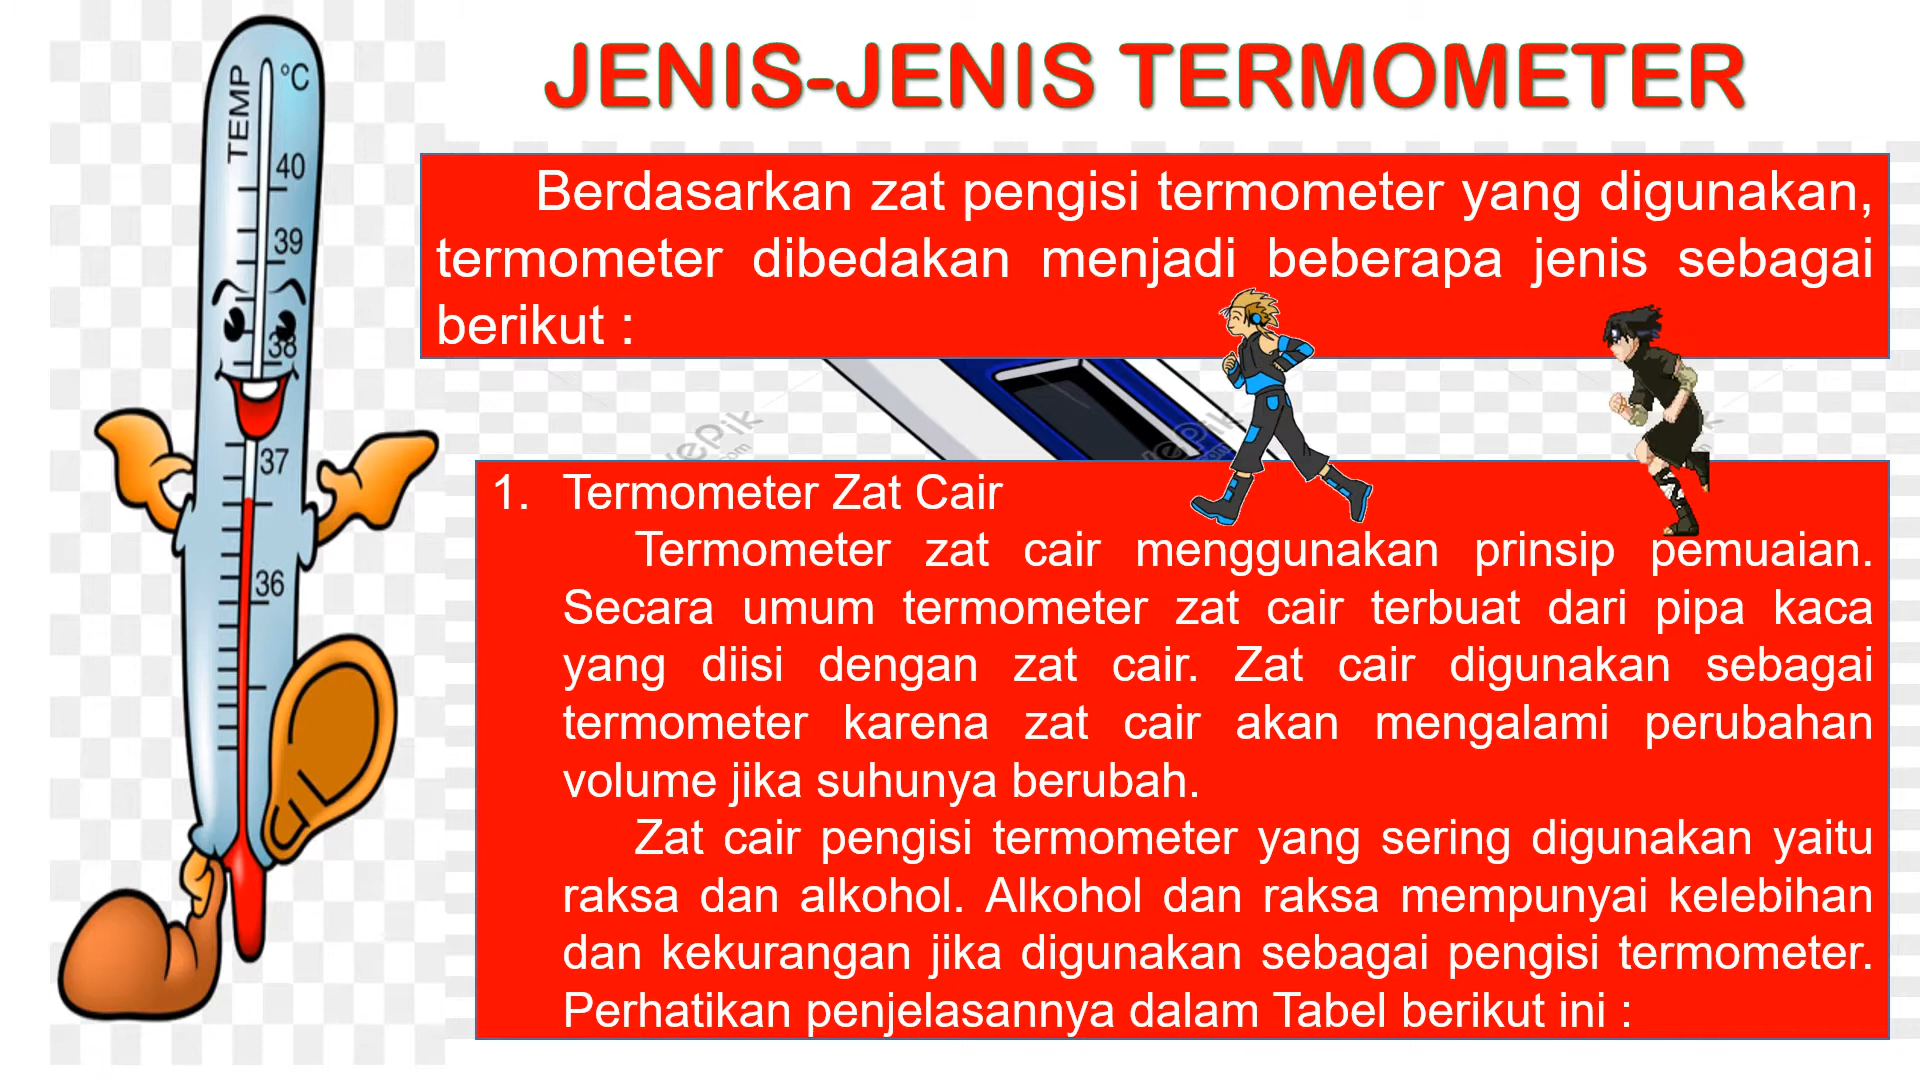 JENIS-JENIS TERMOMETER
TEMP
°C
40
39
38
37
36
Berdasarkan zat pengisi termometer yang digunakan,
termometer dibedakan menjadi beberapa jenis sebagai
berikut :
1. Termometer Zat Cair
Termometer zat cair menggunakan prinsip pemuaian.
Secara umum termometer zat cair terbuat dari pipa kaca
yang diisi dengan zat cair. Zat cair digunakan sebagai
termometer karena zat cair akan mengalami perubahan
volume jika suhunya berubah.
Zat cair pengisi termometer yang sering digunakan yaitu
raksa dan alkohol. Alkohol dan raksa mempunyai kelebihan
dan kekurangan jika digunakan sebagai pengisi termometer.
Perhatikan penjelasannya dalam Tabel berikut ini :